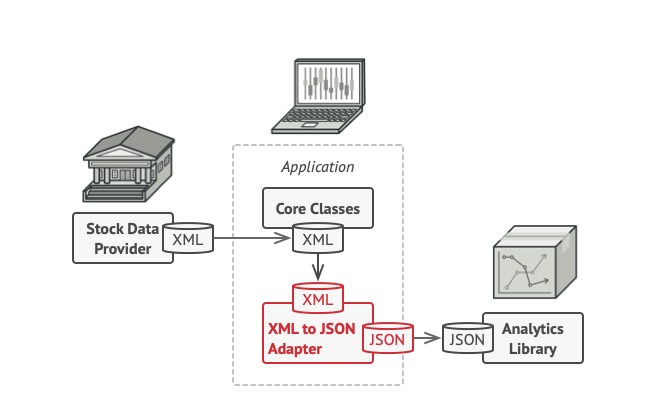 Application
Core Classes
Stock Data
Provider
XML
XML
XML
XML to JSON
Adapter
JSON
JSON
Analytics
Library